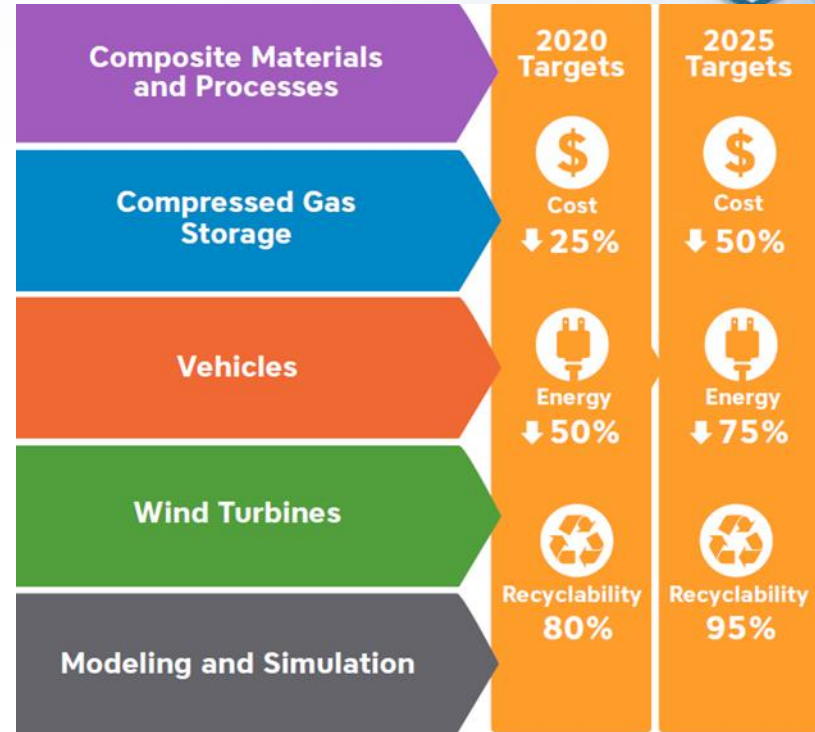 Composite Materials
and Processes
Compressed Gas
Storage
Vehicles
Wind Turbines
Modeling and Simulation
2020
Targets
$
Cost
25%
Energy
50%
Recyclability
80%
2025
Targets
$
Cost
50%
Energy
75%
Recyclability
95%